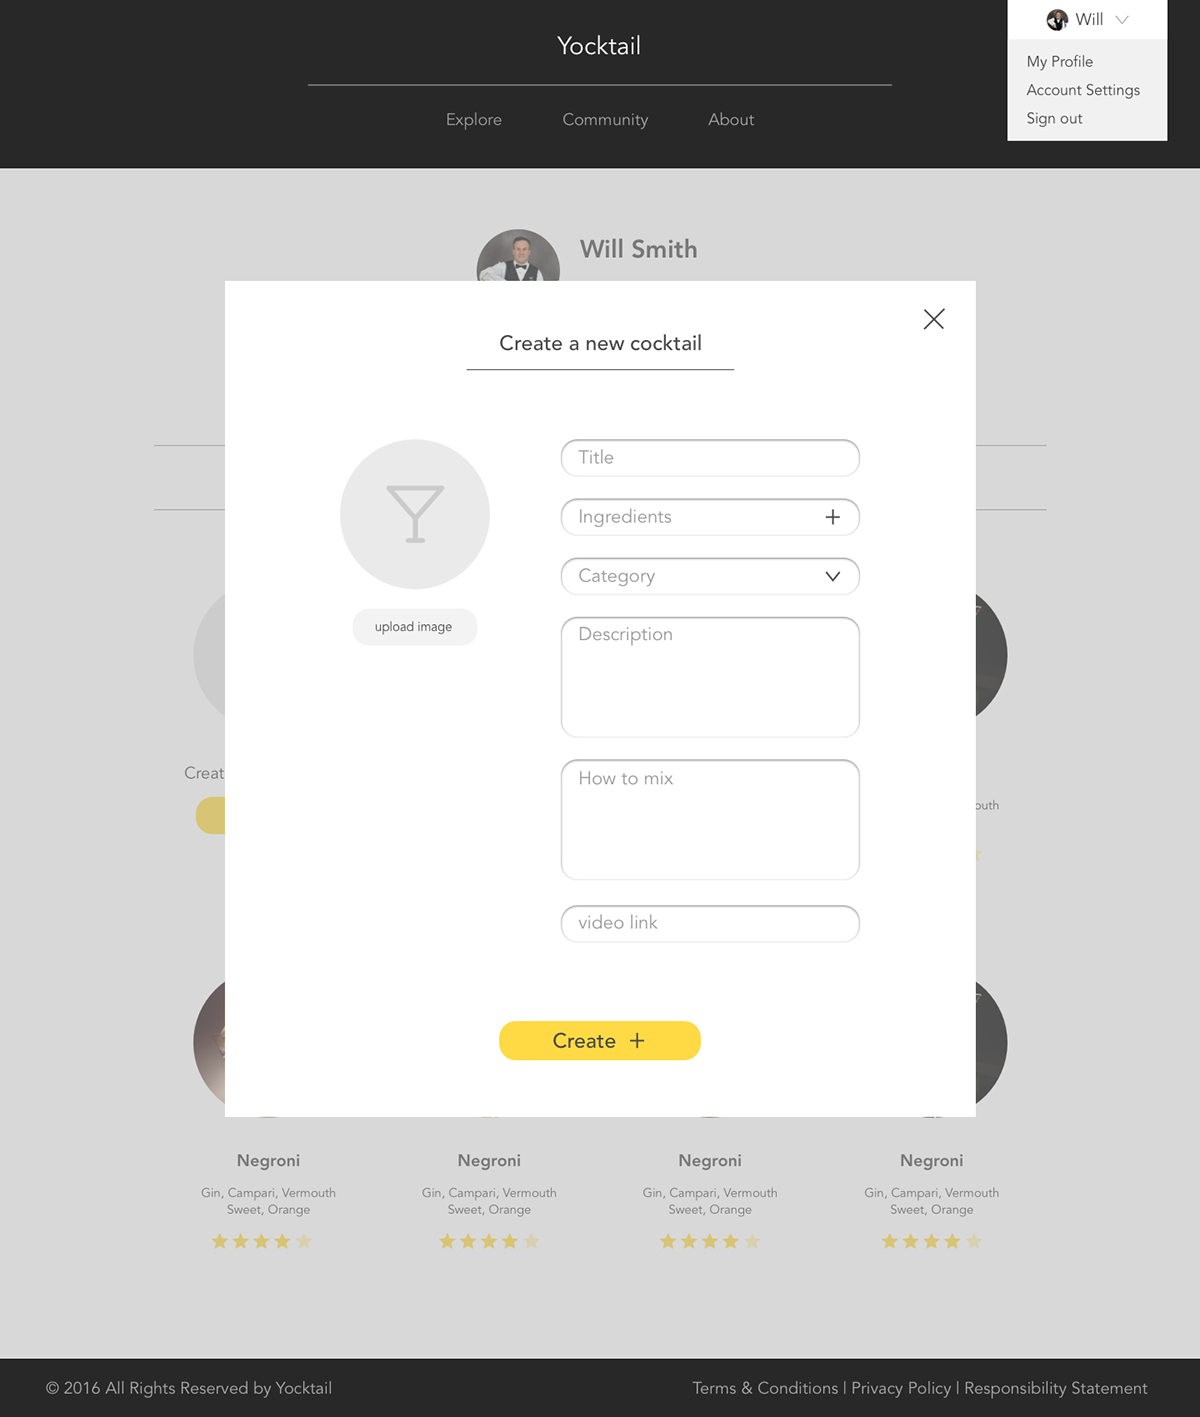 Yocktail
Explore
Community
About
Will
My Profile
Account Settings
Sign out
Will Smith
Create a new cocktail
upload image
Title
Ingredients
Category
Description
How to mix
video link
Create +
Negroni
Gin, Campari, Vermouth
Sweet, Orange
Negroni
Gin, Campari, Vermouth
Sweet, Orange
Negroni
Gin, Campari, Vermouth
Sweet, Orange
Negroni
Gin, Campari, Vermouth
Sweet, Orange
© 2016 All Rights Reserved by Yocktail
Terms & Conditions | Privacy Policy | Responsibility Statement